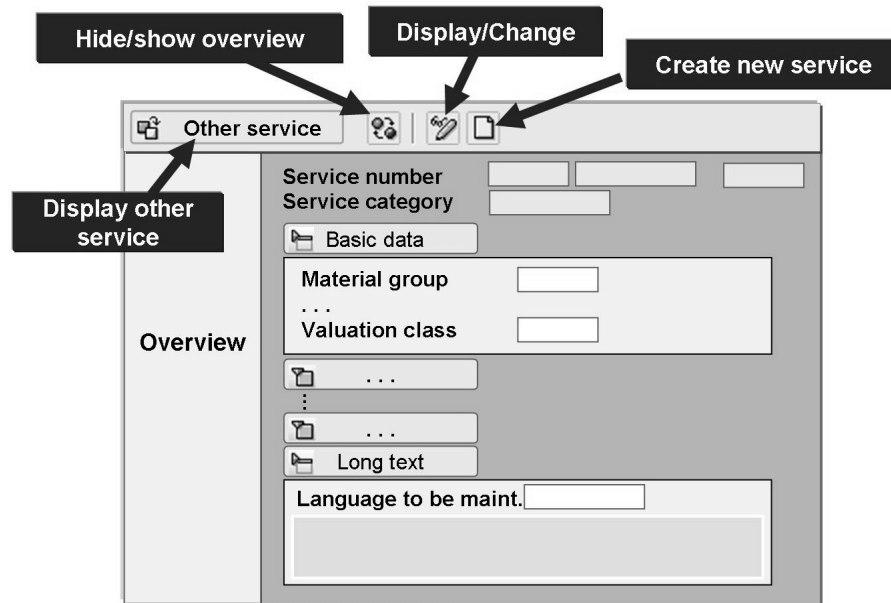 Hide/show overview
Display/Change
Create new service
Other service
Display other
service
Overview
Service number
Service category
Basic data
Material group
. . .
Valuation class
. . .
. . .
Long text
Language to be maint.